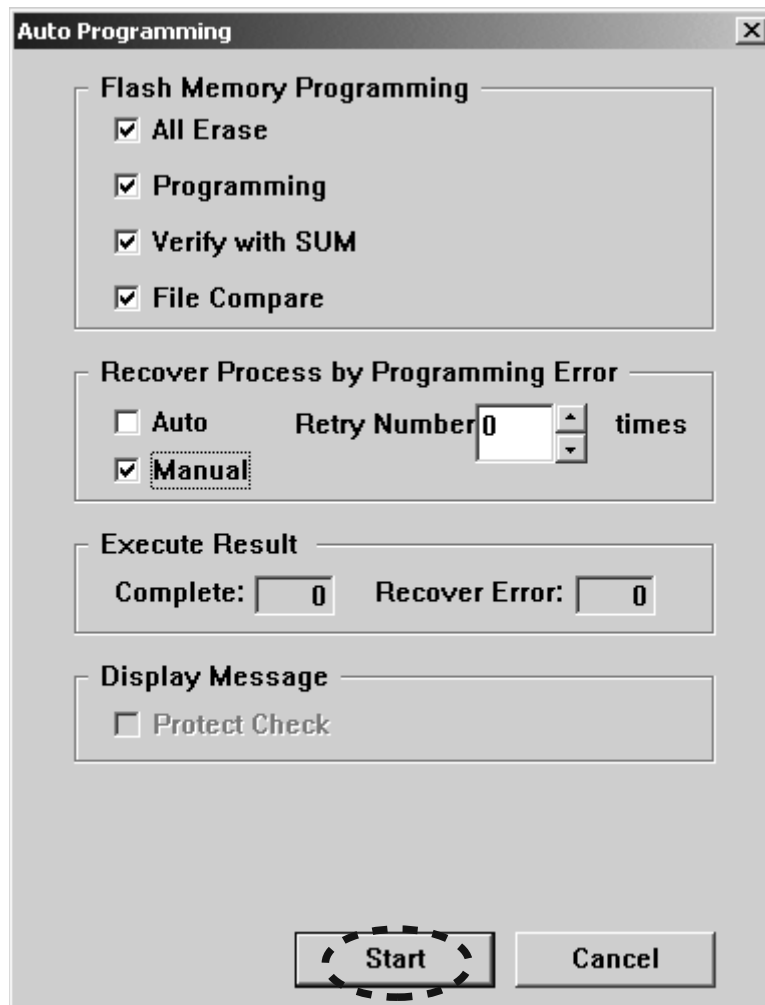 Auto Programming
Flash Memory Programming
All Erase
Programming
Verify with SUM
File Compare
Recover Process by Programming Error
Auto Retry Number 0 times
Manual
Execute Result
Complete: 0 Recover Error: 0
Display Message
Protect Check
Start Cancel